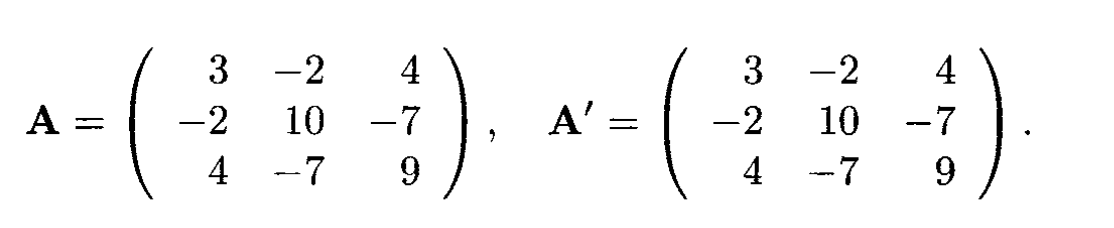 3 −2 4 3 −2 4
A = ( −2 10 −7 ) , A′ = ( −2 10 −7 ) .
4 −7 9 4 −7 9